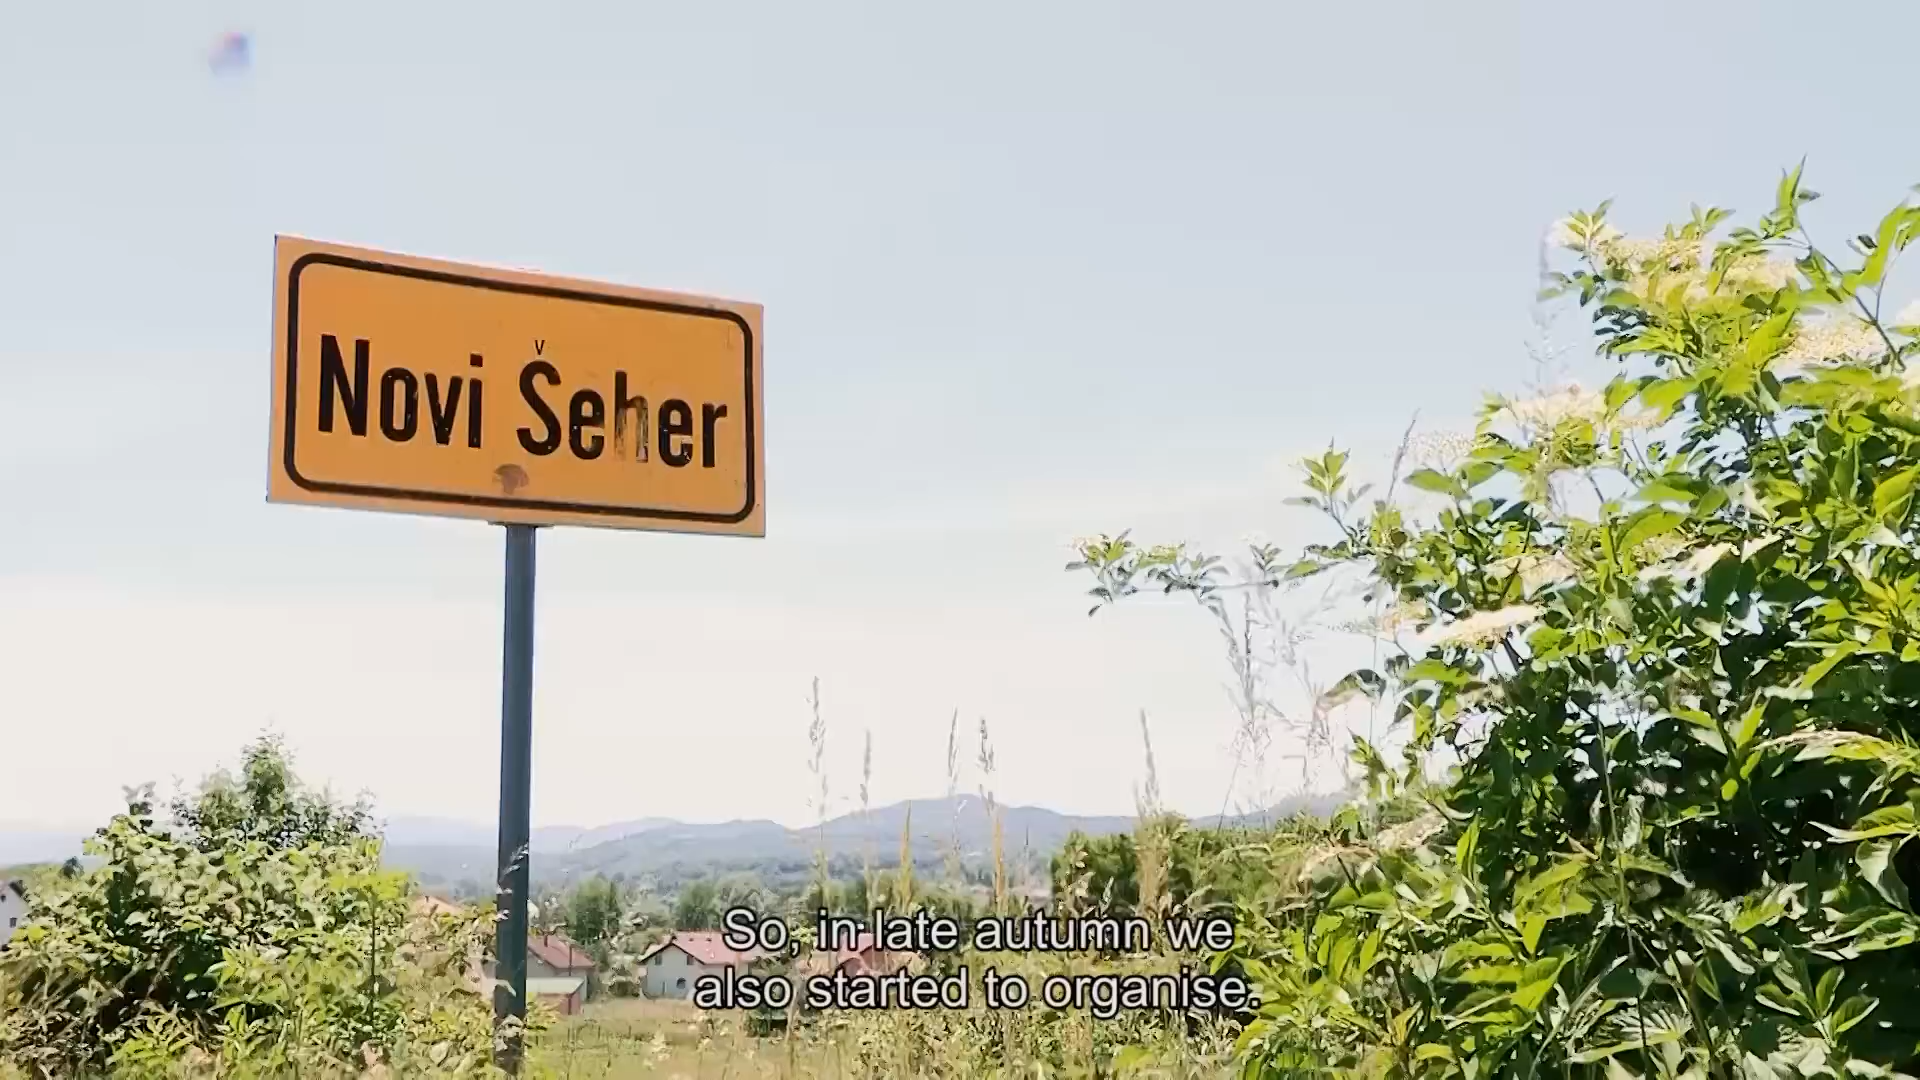 Novi Šeher
So, in late autumn we
also started to organise.